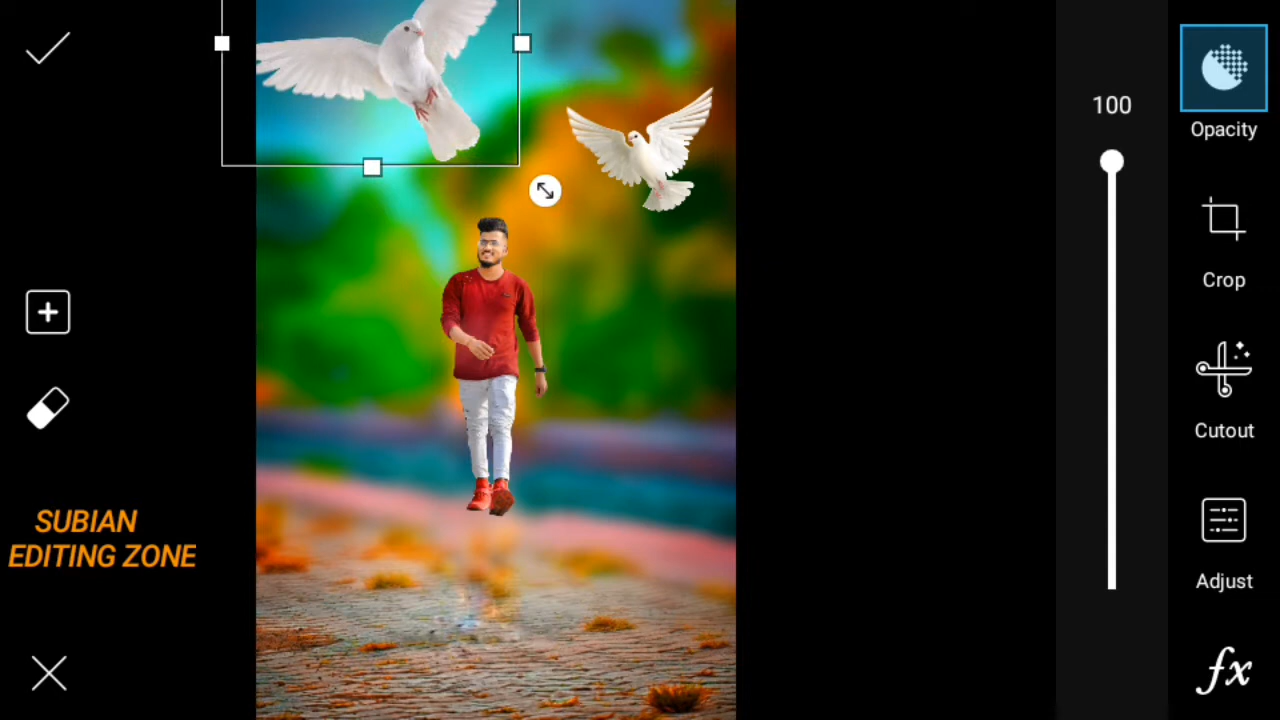 100
Opacity
Crop
Cutout
SUBIAN
EDITING ZONE
Adjust
fx